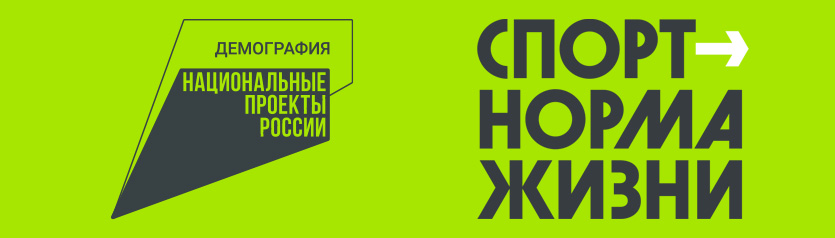 ДЕМОГРАФИЯ
НАЦИОНАЛЬНЫЕ
ПРОЕКТЫ
РОССИИ
СПОРТ
НОРМА
ЖИЗНИ